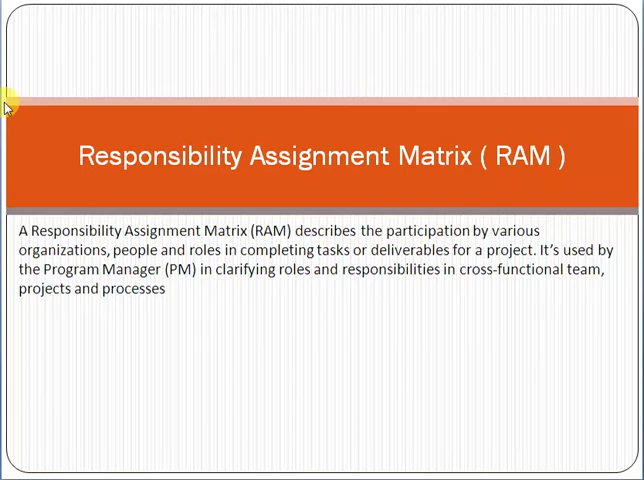 Responsibility Assignment Matrix ( RAM )
A Responsibility Assignment Matrix (RAM) describes the participation by various
organizations, people and roles in completing tasks or deliverables for a project. It’s used by
the Program Manager (PM) in clarifying roles and responsibilities in cross-functional team,
projects and processes